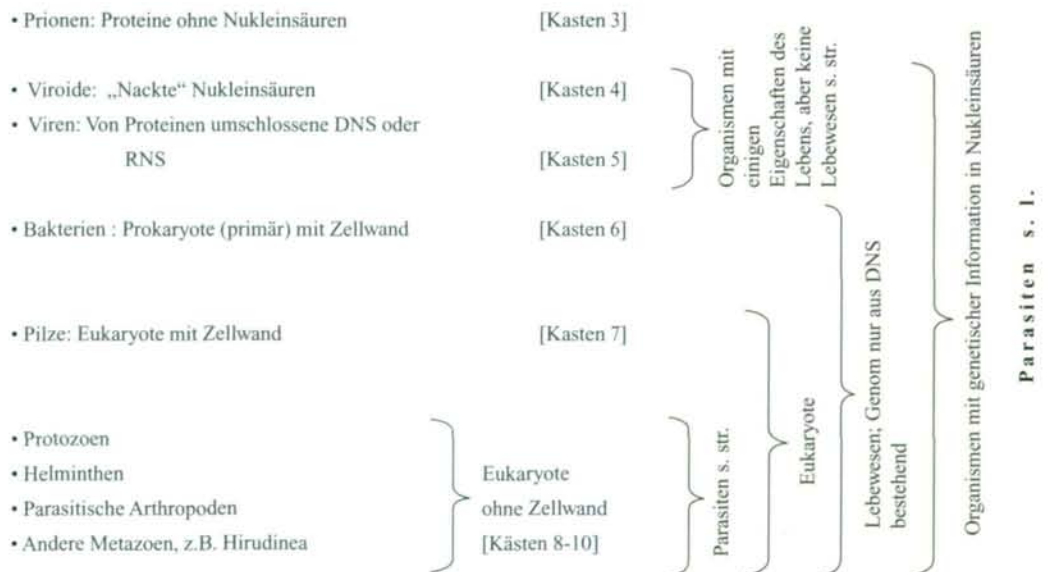 • Prionen: Proteine ohne Nukleinsäuren [Kasten 3]
• Viroide: „Nackte“ Nukleinsäuren [Kasten 4]
• Viren: Von Proteinen umschlossene DNS oder
RNS [Kasten 5]
• Bakterien : Prokaryote (primär) mit Zellwand [Kasten 6]
• Pilze: Eukaryote mit Zellwand [Kasten 7]
• Protozoen
• Helminthen
• Parasitische Arthropoden
• Andere Metazoen, z.B. Hirudinea
Eukaryote
ohne Zellwand
[Kästen 8-10]
Parasiten s. str.
Eukaryote
Organismen mit
einigen
Eigenschaften des
Lebens, aber keine
Lebewesen s. str.
Lebewesen; Genom nur aus DNS
bestehend
Organismen mit genetischer Information in Nukleinsäuren
Parasiten s. l.